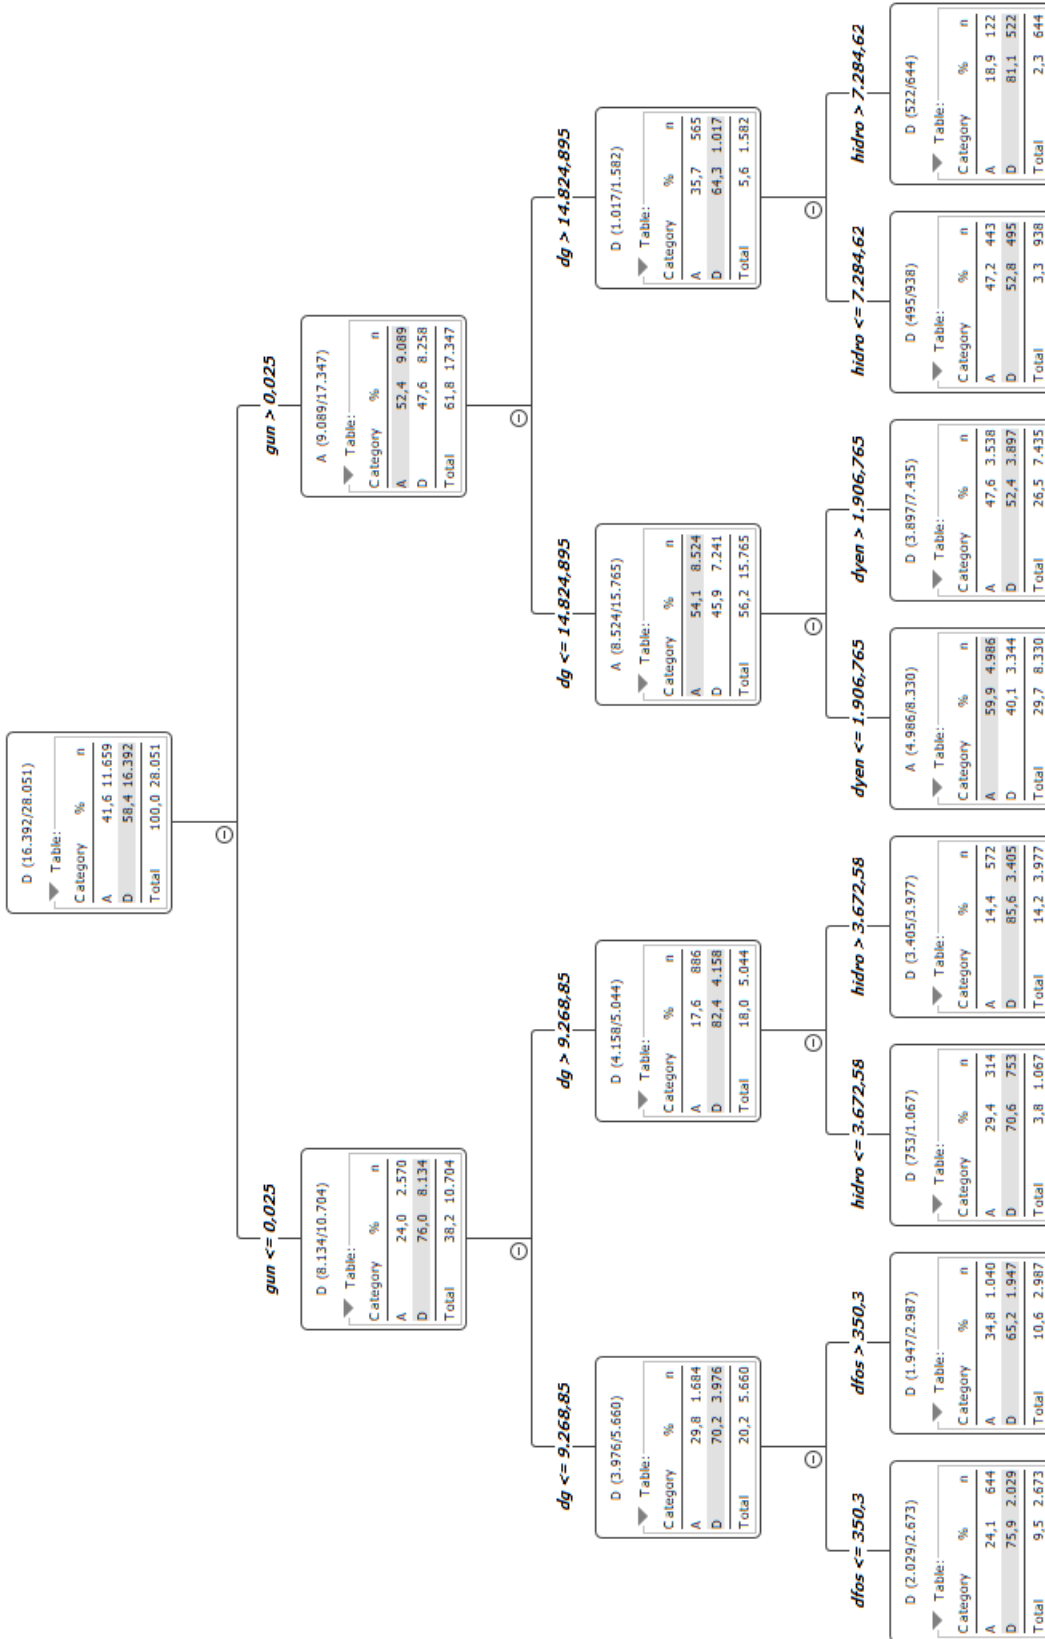 D (16.392/28.051)
Table:
Category % n
A 41,6 11.659
D 58,4 16.392
Total 100,0 28.051
gun <= 0,025
gun > 0,025
D (8.134/10.704)
Table:
Category % n
A 24,0 2.570
D 76,0 8.134
Total 38,2 10.704
A (9.089/17.347)
Table:
Category % n
A 52,4 9.089
D 47,6 8.258
Total 61,8 17.347
dg <= 9.268,85
dg > 9.268,85
dg <= 14.824,895
dg > 14.824,895
D (3.976/5.660)
Table:
Category % n
A 29,8 1.684
D 70,2 3.976
Total 20,2 5.660
D (4.158/5.044)
Table:
Category % n
A 17,6 886
D 82,4 4.158
Total 18,0 5.044
A (8.524/15.765)
Table:
Category % n
A 54,1 8.524
D 45,9 7.241
Total 56,2 15.765
D (1.017/1.582)
Table:
Category % n
A 35,7 565
D 64,3 1.017
Total 5,6 1.582
dfos <= 350,3
dfos > 350,3
hidro <= 3.672,58
hidro > 3.672,58
dyen <= 1.906,765
dyen > 1.906,765
hidro <= 7.284,62
hidro > 7.284,62
D (2.029/2.673)
Table:
Category % n
A 24,1 644
D 75,9 2.029
Total 9,5 2.673
D (1.947/2.987)
Table:
Category % n
A 34,8 1.040
D 65,2 1.947
Total 10,6 2.987
D (753/1.067)
Table:
Category % n
A 29,4 314
D 70,6 753
Total 3,8 1.067
D (3.405/3.977)
Table:
Category % n
A 14,4 572
D 85,6 3.405
Total 14,2 3.977
A (4.986/8.330)
Table:
Category % n
A 59,9 4.986
D 40,1 3.344
Total 29,7 8.330
D (3.897/7.435)
Table:
Category % n
A 47,6 3.538
D 52,4 3.897
Total 26,5 7.435
D (495/938)
Table:
Category % n
A 47,2 443
D 52,8 495
Total 3,3 938
D (522/644)
Table:
Category % n
A 18,9 122
D 81,1 522
Total 2,3 644